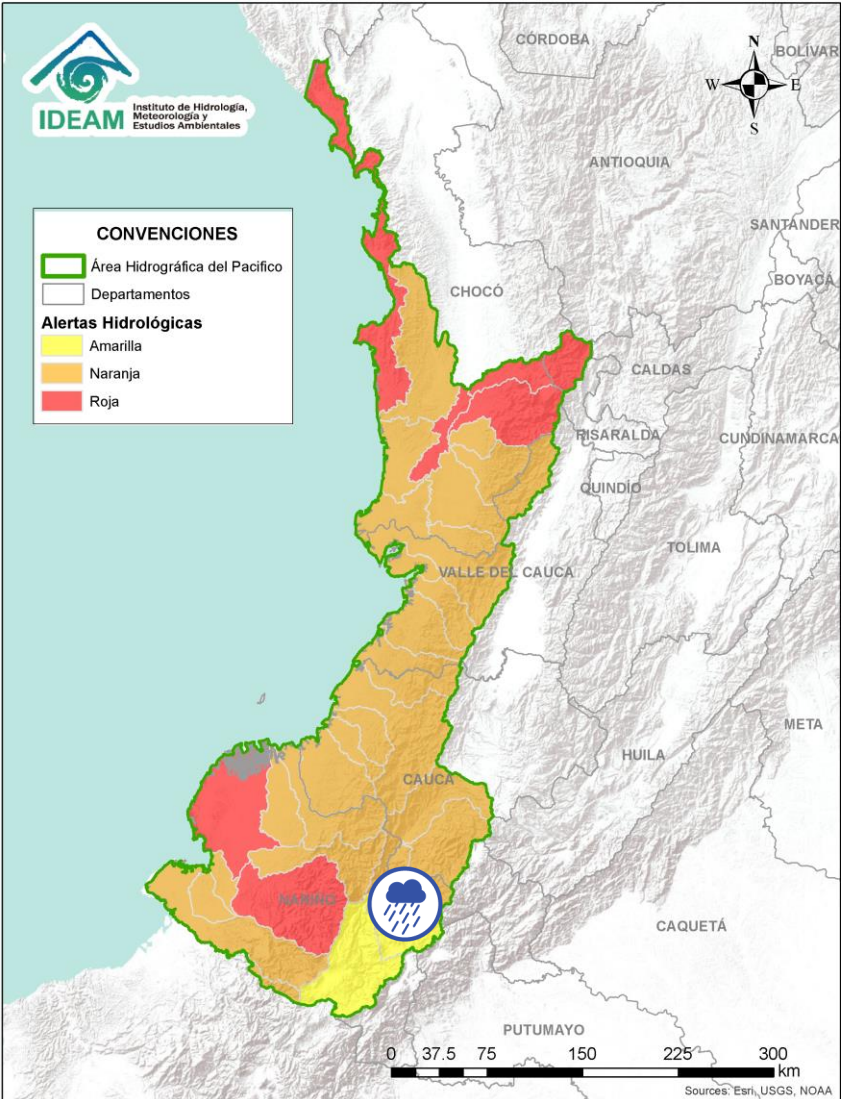 IDEAM
Instituto de Hidrología,
Meteorología y
Estudios Ambientales
N
W
E
S
CONVENCIONES
Área Hidrográfica del Pacifico
Departamentos
Alertas Hidrológicas
Amarilla
Naranja
Roja
CÓRDOBA
BOLÍVAR
ANTIOQUIA
SANTANDER
BOYACÁ
CHOCÓ
CALDAS
RISARALDA
CUNDINAMARCA
QUINDÍO
TOLIMA
VALLE DEL CAUCA
META
HUILA
CAUCA
NARIÑO
CAQUETÁ
PUTUMAYO
0 37.5 75 150 225 300
km
Sources: Esri, USGS, NOAA